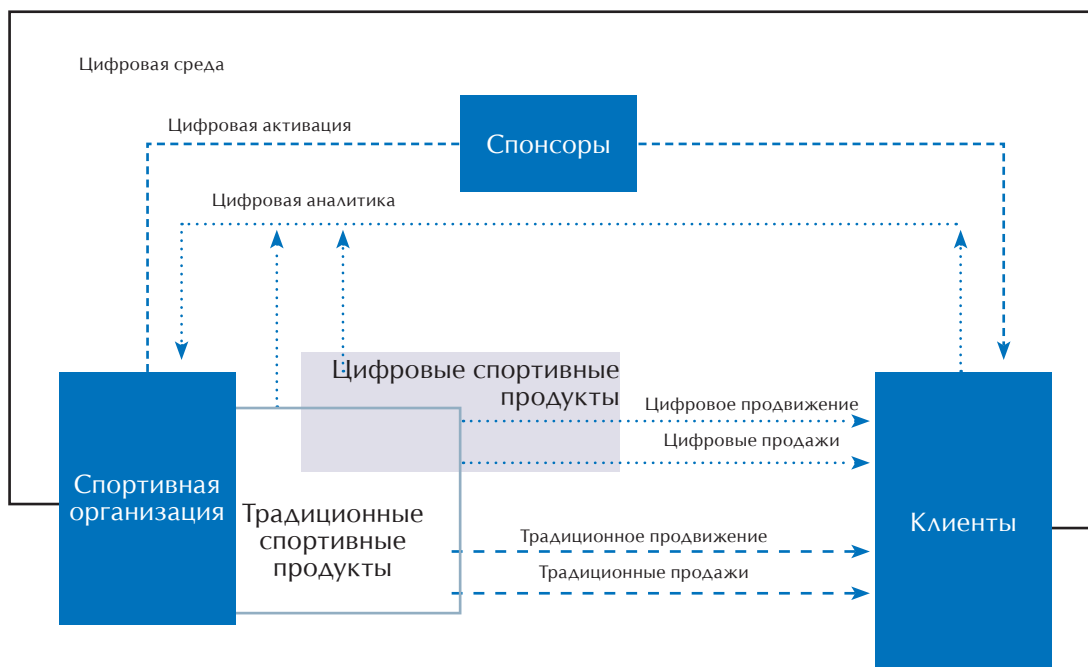 Цифровая среда
Цифровая активация
Спонсоры
Цифровая аналитика
Цифровые спортивные
продукты
Цифровое продвижение
Цифровые продажи
Спортивная
организация
Традиционные
спортивные
продукты
Традиционное продвижение
Традиционные продажи
Клиенты